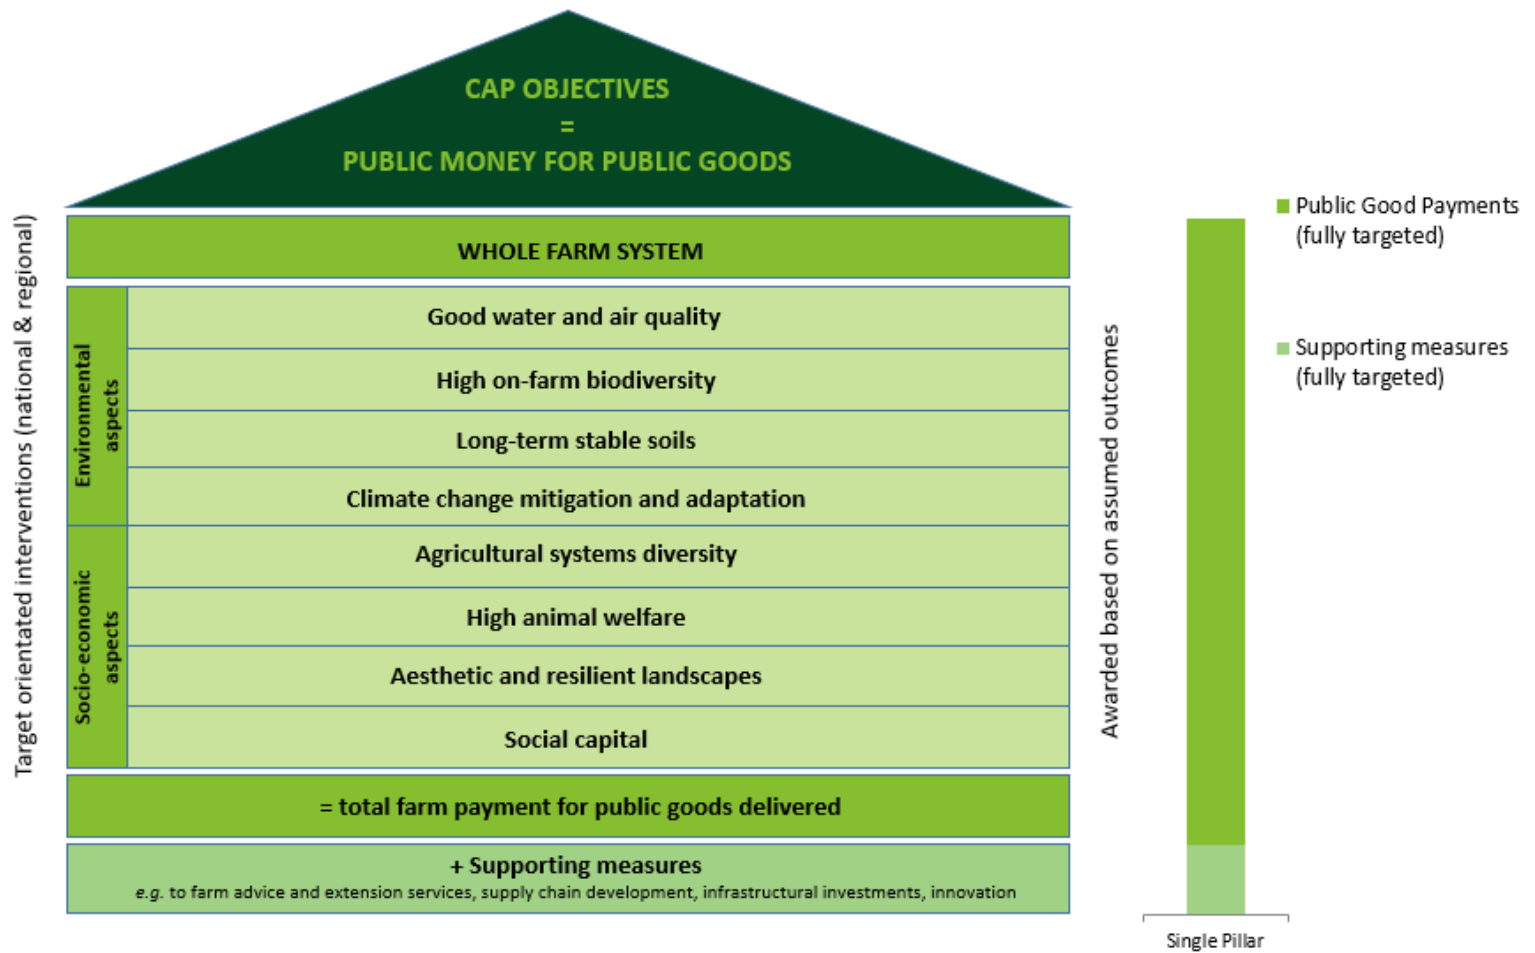 CAP OBJECTIVES
=
PUBLIC MONEY FOR PUBLIC GOODS
Target orientated interventions (national & regional)
WHOLE FARM SYSTEM
Environmental
aspects
Good water and air quality
High on-farm biodiversity
Long-term stable soils
Climate change mitigation and adaptation
Socio-economic
aspects
Agricultural systems diversity
High animal welfare
Aesthetic and resilient landscapes
Social capital
= total farm payment for public goods delivered
+ Supporting measures
e.g. to farm advice and extension services, supply chain development, infrastructural investments, innovation
Awarded based on assumed outcomes
Public Good Payments
(fully targeted)
Supporting measures
(fully targeted)
Single Pillar